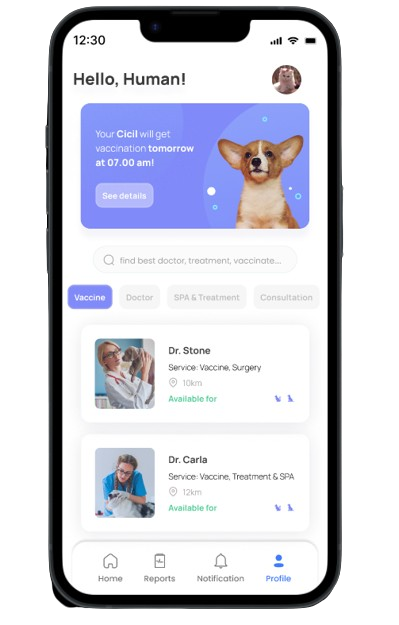 12:30
Hello, Human!
Your Cicil will get
vaccination tomorrow
at 07.00 am!
See details
find best doctor, treatment, vaccinate...
Vaccine
Doctor
SPA & Treatment
Consultation
Dr. Stone
Service: Vaccine, Surgery
10km
Available for
Dr. Carla
Service: Vaccine, Treatment & SPA
12km
Available for
Home
Reports
Notification
Profile